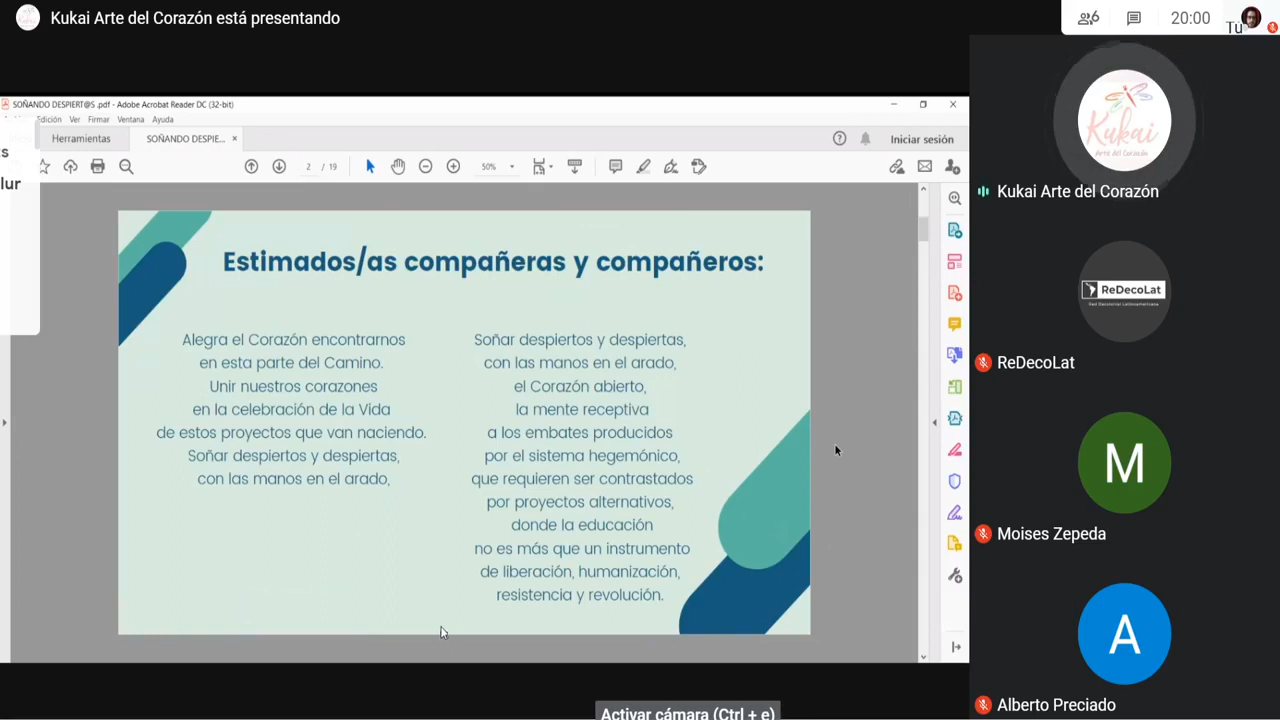 Kukai Arte del Corazón está presentando
6
20:00
Tú
SOÑANDO DESPIERT@S .pdf - Adobe Acrobat Reader DC (32-bit)
Edición Ver Firmar Ventana Ayuda
Herramientas
SOÑANDO DESPIE... ×
Iniciar sesión
2 / 19
50%
s
lur
Estimados/as compañeras y compañeros:
Alegra el Corazón encontrarnos
en esta parte del Camino.
Unir nuestros corazones
en la celebración de la Vida
de estos proyectos que van naciendo.
Soñar despiertos y despiertas,
con las manos en el arado,
Soñar despiertos y despiertas,
con las manos en el arado,
el Corazón abierto,
la mente receptiva
a los embates producidos
por el sistema hegemónico,
que requieren ser contrastados
por proyectos alternativos,
donde la educación
no es más que un instrumento
de liberación, humanización,
resistencia y revolución.
Kukai
Arte del Corazón
Kukai Arte del Corazón
ReDecoLat
Red Decolonial Latinoamericana
ReDecoLat
M
Moises Zepeda
A
Alberto Preciado
Activar cámara (Ctrl + e)